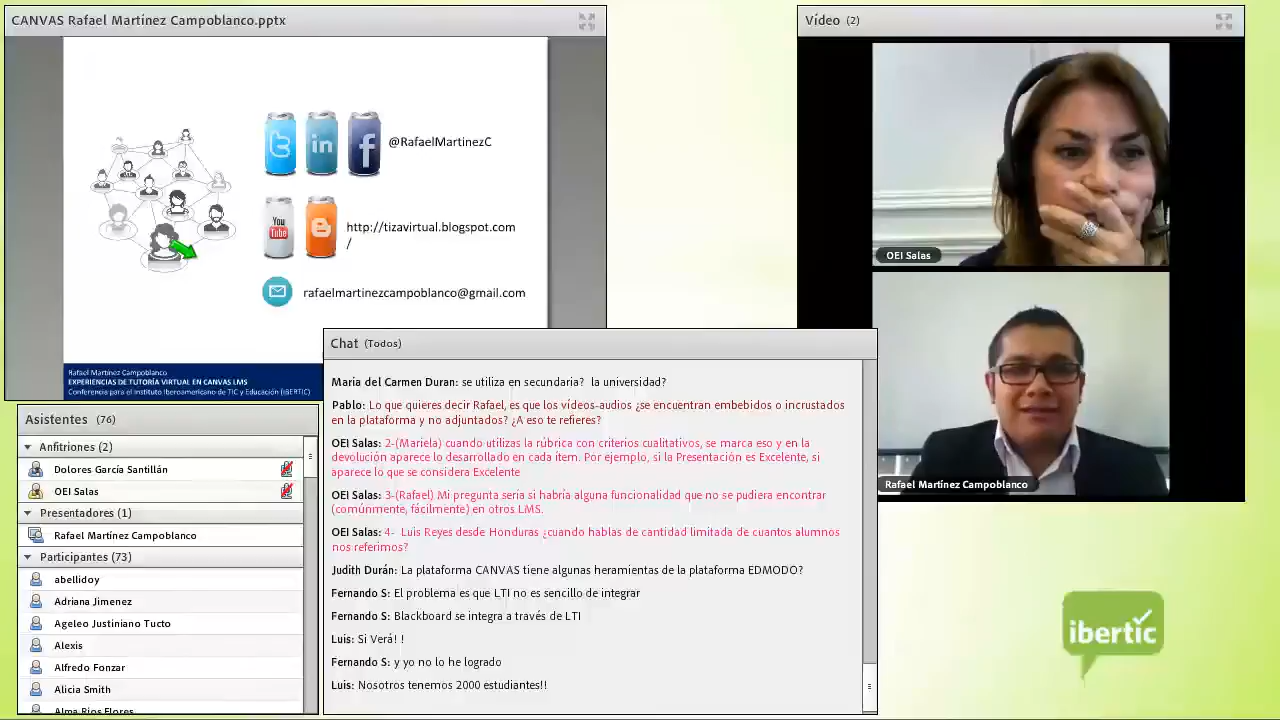 CANVAS Rafael Martínez Campoblanco.pptx
in
f
@RafaelMartinezC
You
Tube
http://tizavirtual.blogspot.com
/
rafaelmartinezcampoblanco@gmail.com
Rafael Martínez Campoblanco
EXPERIENCIAS DE TUTORÍA VIRTUAL EN CANVAS LMS
Conferencia para el Instituto Iberoamericano de TIC y Educación (IBERTIC)
Vídeo (2)
OEI Salas
Rafael Martínez Campoblanco
Chat (Todos)
Maria del Carmen Duran: se utiliza en secundaria? la universidad?
Pablo: Lo que quieres decir Rafael, es que los vídeos-audios ¿se encuentran embebidos o incrustados
en la plataforma y no adjuntados? ¿A eso te refieres?
OEI Salas: 2-(Mariela) cuando utilizas la rúbrica con criterios cualitativos, se marca eso y en la
devolución aparece lo desarrollado en cada item. Por ejemplo, si la Presentación es Excelente, si
aparece lo que se considera Excelente
OEI Salas: 3-(Rafael) Mi pregunta sería si habría alguna funcionalidad que no se pudiera encontrar
(comúnmente, fácilmente) en otros LMS.
OEI Salas: 4- Luis Reyes desde Honduras ¿cuando hablas de cantidad limitada de cuantos alumnos
nos referimos?
Judith Durán: La plataforma CANVAS tiene algunas heramientas de la plataforma EDMODO?
Fernando S: El problema es que LTI no es sencillo de integrar
Fernando S: Blackboard se integra a través de LTI
Luis: Si Verá! !
Fernando S: y yo no lo he logrado
Luis: Nosotros tenemos 2000 estudiantes!!
Asistentes (76)
Anfitriones (2)
Dolores García Santillán
OEI Salas
Presentadores (1)
Rafael Martínez Campoblanco
Participantes (73)
abellidoy
Adriana Jimenez
Ageleo Justiniano Tucto
Alexis
Alfredo Fonzar
Alicia Smith
Alma Rios Flores
ibertic